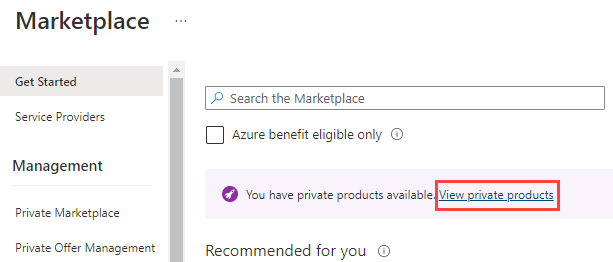 Marketplace ...
Get Started
Service Providers
Management
Private Marketplace
Private Offer Management
Search the Marketplace
Azure benefit eligible only
You have private products available. View private products
Recommended for you